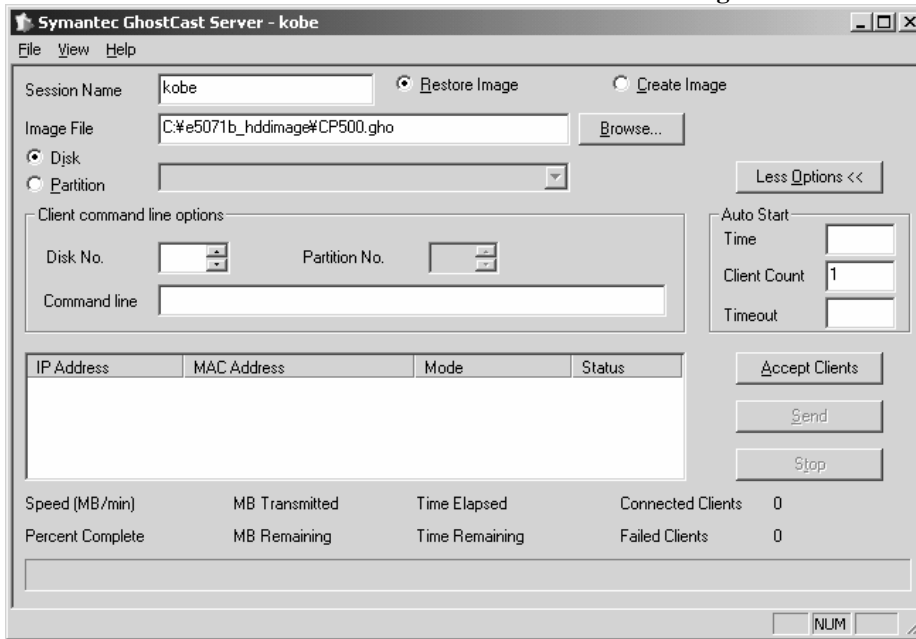 Symantec GhostCast Server - kobe
File View Help
Session Name kobe Restore Image Create Image
Image File C:¥e5071b_hddimage¥CP500.gho Browse...
Disk
Partition Less Options <<
Client command line options Auto Start
Time
Disk No. Partition No.
Client Count 1
Command line
Timeout
IP Address MAC Address Mode Status Accept Clients
Send
Stop
Speed (MB/min) MB Transmitted Time Elapsed Connected Clients 0
Percent Complete MB Remaining Time Remaining Failed Clients 0
NUM